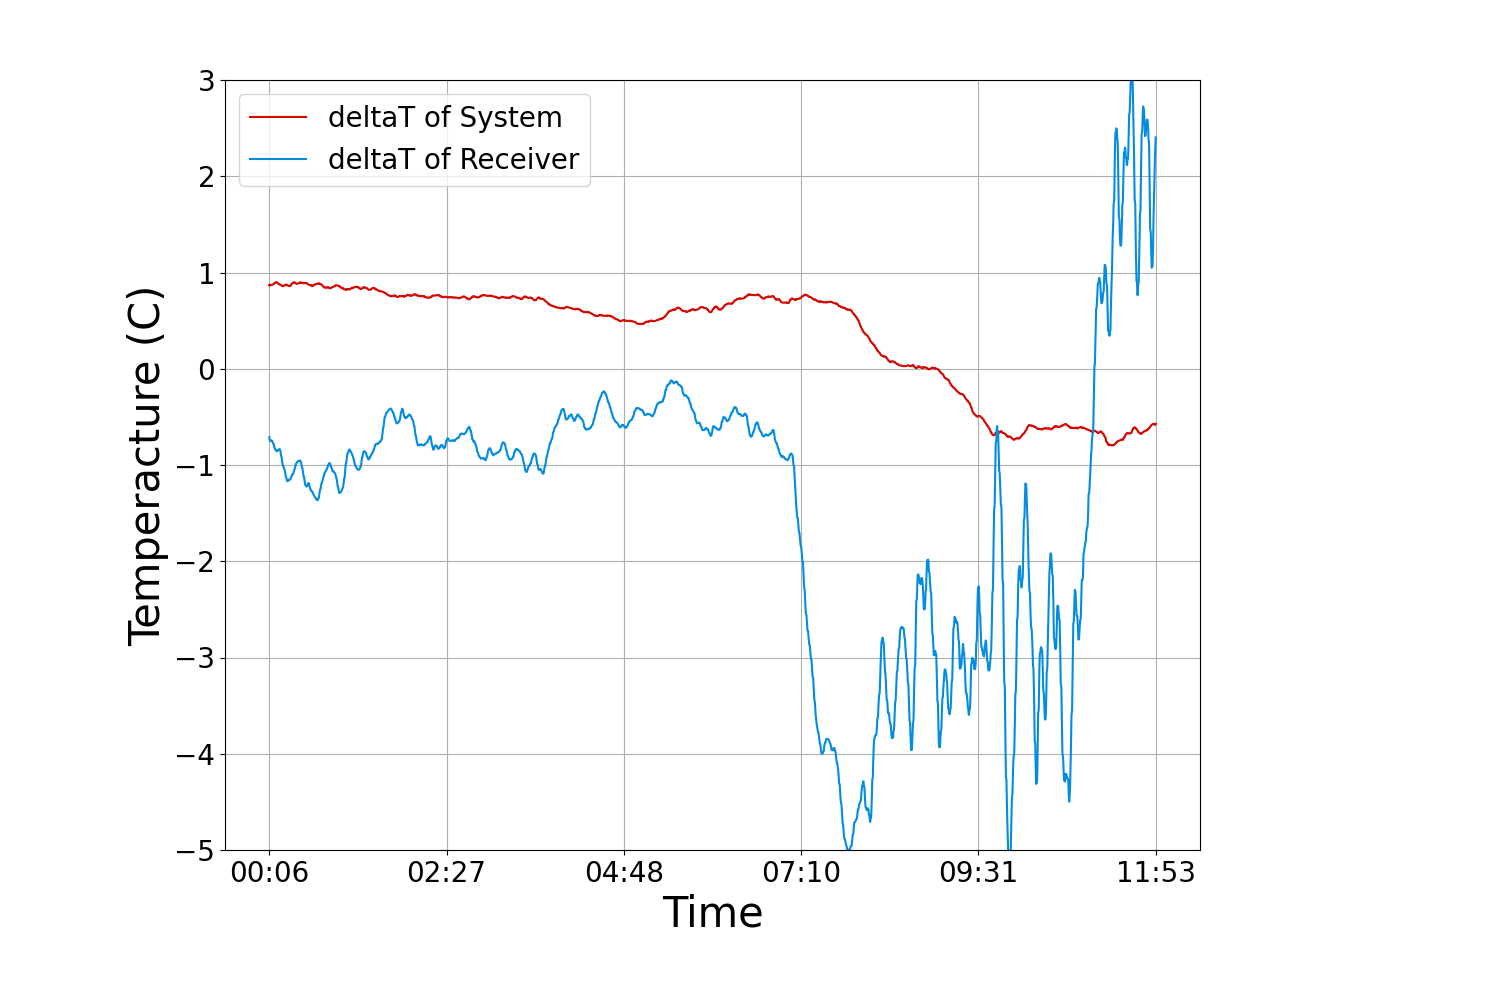 3
2
1
0
−1
−2
−3
−4
−5
Temperacture (C)
deltaT of System
deltaT of Receiver
00:06 02:27 04:48 07:10 09:31 11:53
Time